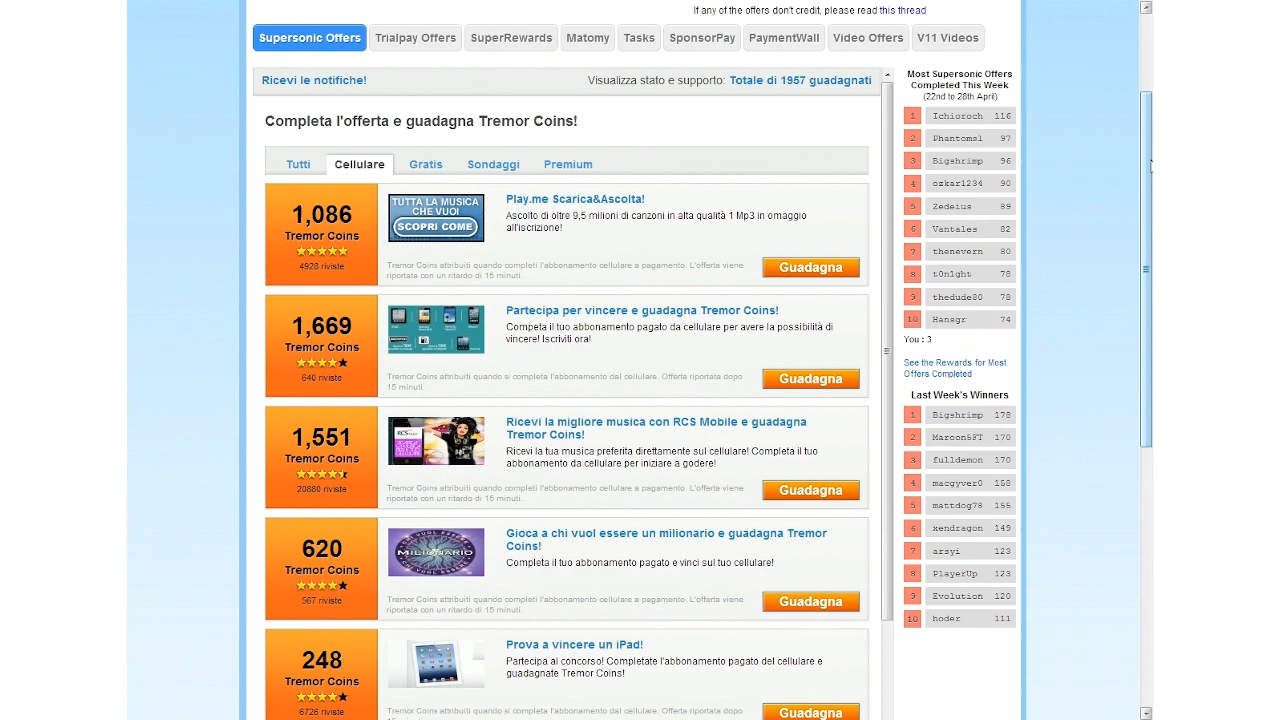 If any of the offers don't credit, please read this thread
Supersonic Offers
Trialpay Offers
SuperRewards
Matomy
Tasks
SponsorPay
PaymentWall
Video Offers
V11 Videos
Ricevi le notifiche!
Visualizza stato e supporto: Totale di 1957 guadagnati
Completa l'offerta e guadagna Tremor Coins!
Tutti
Cellulare
Gratis
Sondaggi
Premium
1,086
Tremor Coins
4928 riviste
TUTTA LA MUSICA
CHE VUOI
SCOPRI COME
Play.me Scarica&Ascolta!
Ascolto di oltre 9,5 milioni di canzoni in alta qualità 1 Mp3 in omaggio
all'iscrizione!
Tremor Coins attribuiti quando completi l'abbonamento cellulare a pagamento. L'offerta viene
riportata con un ritardo di 15 minuti.
Guadagna
1,669
Tremor Coins
640 riviste
Partecipa per vincere e guadagna Tremor Coins!
Competa il tuo abbonamento pagato da cellulare per avere la possibilità di
vincere! Iscriviti ora!
Tremor Coins attribuiti quando si completa l'abbonamento dal cellulare. Offerta riportata dopo
15 minuti.
Guadagna
1,551
Tremor Coins
20880 riviste
RCS
Ricevi la migliore musica con RCS Mobile e guadagna
Tremor Coins!
Ricevi la tua musica preferita direttamente sul cellulare! Completa il tuo
abbonamento da cellulare per iniziare a godere!
Tremor Coins attribuiti quando completi l'abbonamento cellulare a pagamento. L'offerta viene
riportata con un ritardo di 15 minuti.
Guadagna
620
Tremor Coins
567 riviste
MILIONARIO
Gioca a chi vuol essere un milionario e guadagna Tremor
Coins!
Completa il tuo abbonamento pagato e vinci sul tuo cellulare!
Tremor Coins attribuiti quando completi l'abbonamento cellulare a pagamento. L'offerta viene
riportata con un ritardo di 15 minuti.
Guadagna
248
Tremor Coins
6726 riviste
Prova a vincere un iPad!
Partecipa al concorso! Completate l'abbonamento pagato del cellulare e
guadagnate Tremor Coins!
Tremor Coins attribuiti quando si completa l'abbonamento dal cellulare. Offerta riportata dopo
Guadagna
Most Supersonic Offers
Completed This Week
(22nd to 28th April)
1 Ichioroch 116
2 Phantomsl 97
3 Bigshrimp 96
4 ozkar1234 90
5 Zedeius 89
6 Vantales 82
7 thenevern 80
8 t0n1ght 78
9 thedude80 78
10 Hansgr 74
You : 3
See the Rewards for Most
Offers Completed
Last Week's Winners
1 Bigshrimp 178
2 Maroon5FT 170
3 fulldemon 170
4 macgyver0 158
5 mattdog78 155
6 xendragon 149
7 arsyi 123
8 PlayerUp 123
9 Evolution 120
10 hoder 111